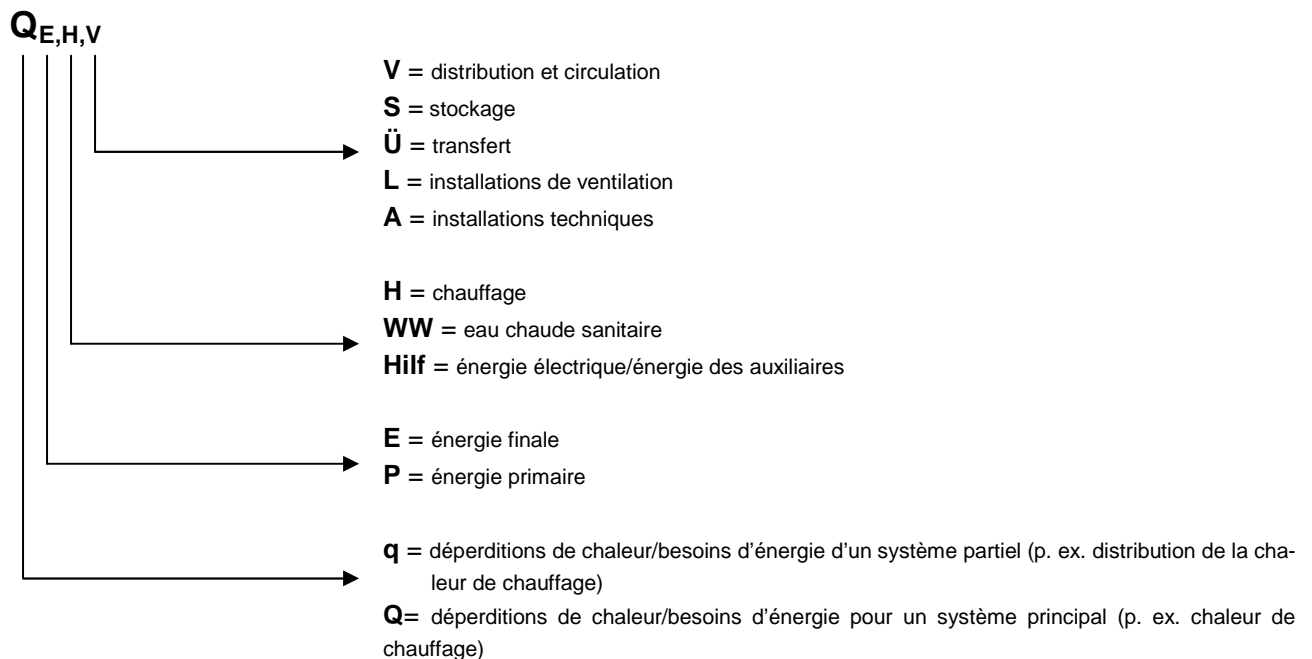 QE,H,V
V = distribution et circulation
S = stockage
Ü = transfert
L = installations de ventilation
A = installations techniques
H = chauffage
WW = eau chaude sanitaire
Hilf = énergie électrique/énergie des auxiliaires
E = énergie finale
P = énergie primaire
q = déperditions de chaleur/besoins d’énergie d’un système partiel (p. ex. distribution de la cha-
leur de chauffage)
Q= déperditions de chaleur/besoins d’énergie pour un système principal (p. ex. chaleur de
chauffage)